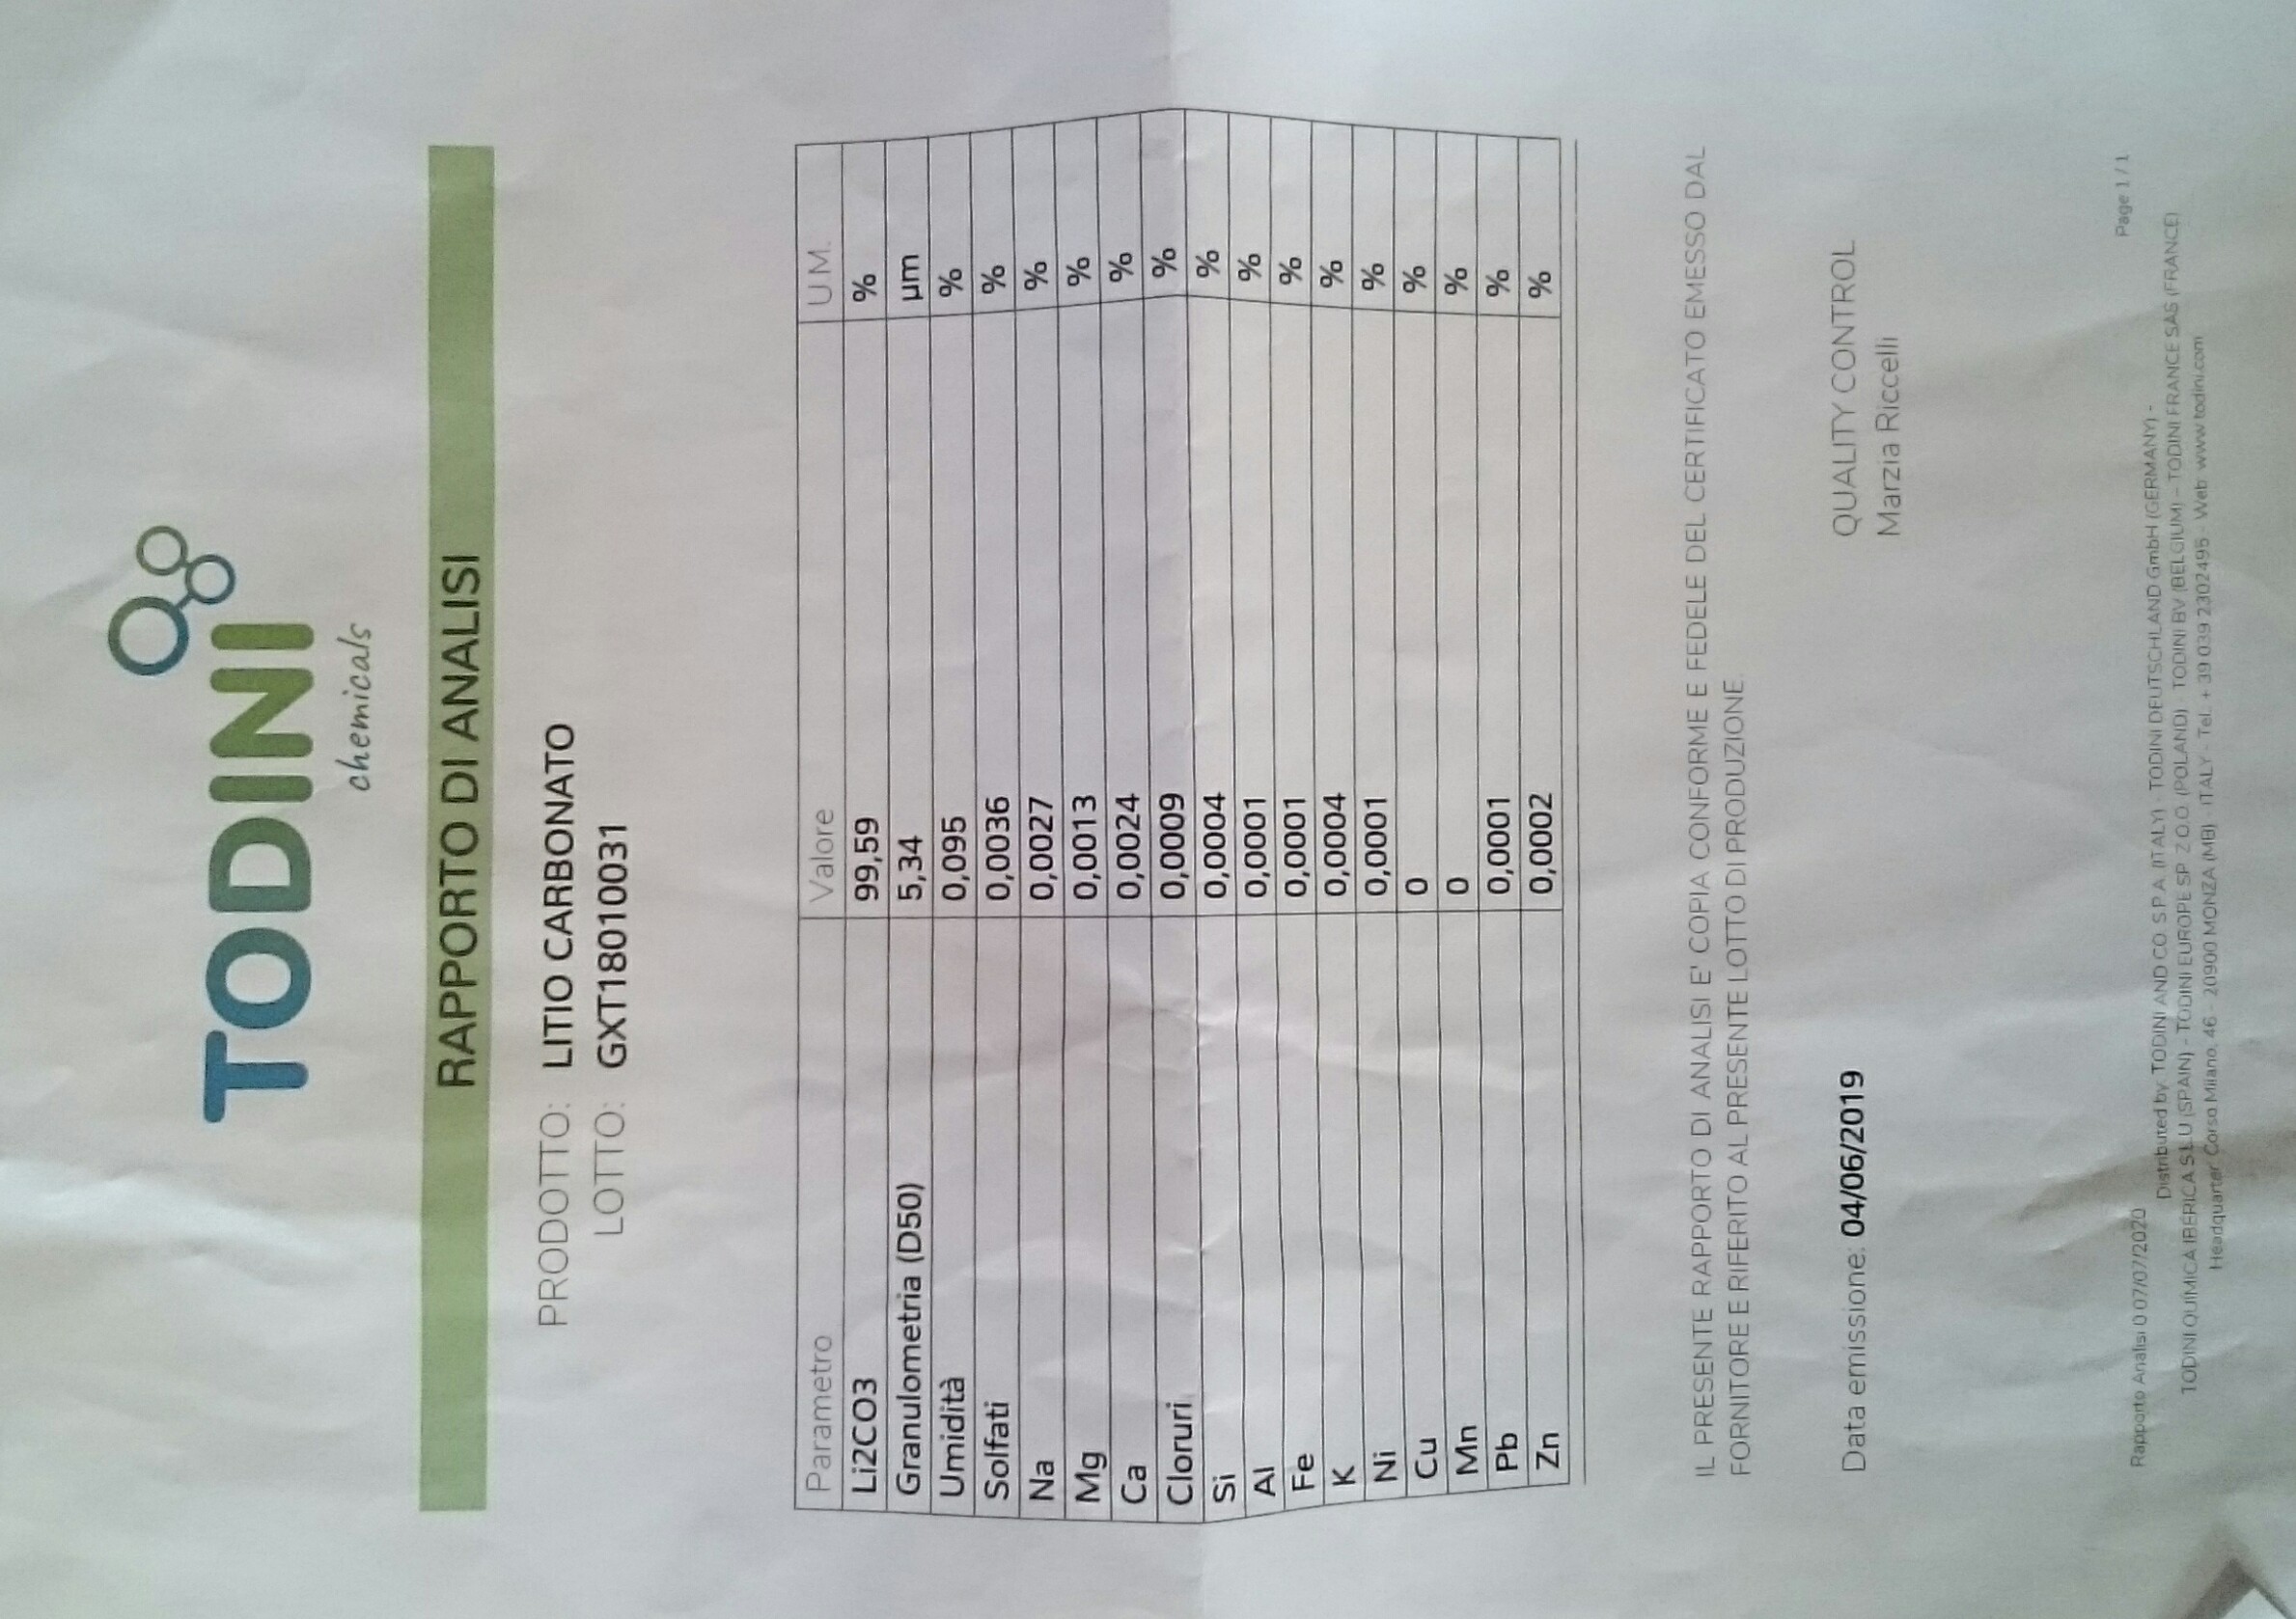 TODINI
chemicals
RAPPORTO DI ANALISI
PRODOTTO: LITIO CARBONATO
LOTTO: GXT18010031
Parametro Valore U.M.
Li2CO3 99,59 %
Granulometria (D50) 5,34 µm
Umidità 0,095 %
Solfati 0,0036 %
Na 0,0027 %
Mg 0,0013 %
Ca 0,0024 %
Cloruri 0,0009 %
Si 0,0004 %
Al 0,0001 %
Fe 0,0001 %
K 0,0004 %
Ni 0,0001 %
Cu 0 %
Mn 0 %
Pb 0,0001 %
Zn 0,0002 %
IL PRESENTE RAPPORTO DI ANALISI E' COPIA CONFORME E FEDELE DEL CERTIFICATO EMESSO DAL
FORNITORE E RIFERITO AL PRESENTE LOTTO DI PRODUZIONE.
Data emissione: 04/06/2019
QUALITY CONTROL
Marzia Riccelli
Rapporto Analisi 0 07/07/2020 Page 1 / 1
Distributed by: TODINI AND CO. S.P.A. (ITALY) - TODINI DEUTSCHLAND GmbH (GERMANY) -
TODINI QUÍMICA IBÉRICA S.L.U (SPAIN) - TODINI EUROPE SP. Z O.O. (POLAND) TODINI BV (BELGIUM) – TODINI FRANCE SAS (FRANCE)
Headquarter: Corso Milano, 46 - 20900 MONZA (MB) - ITALY - Tel. + 39 039 2302495 - Web: www.todini.com